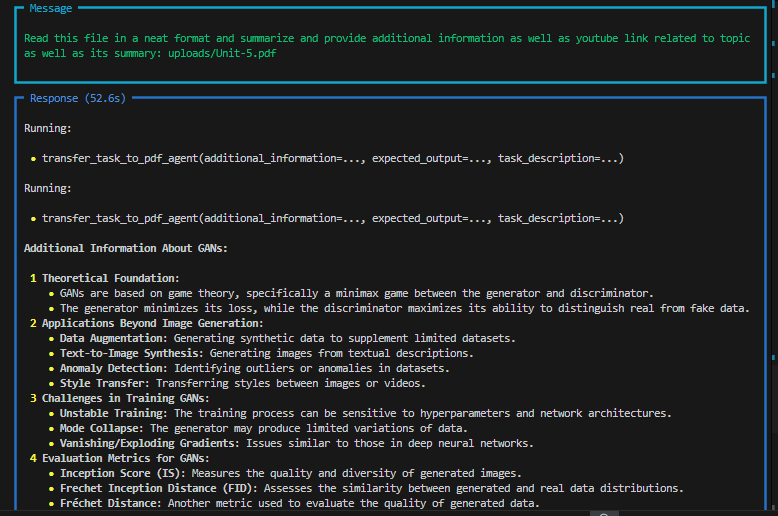 Message
Read this file in a neat format and summarize and provide additional information as well as youtube link related to topic
as well as its summary: uploads/Unit-5.pdf
Response (52.6s)
Running:
• transfer_task_to_pdf_agent(additional_information=..., expected_output=..., task_description=...)
Running:
• transfer_task_to_pdf_agent(additional_information=..., expected_output=..., task_description=...)
Additional Information About GANs:
1 Theoretical Foundation:
• GANs are based on game theory, specifically a minimax game between the generator and discriminator.
• The generator minimizes its loss, while the discriminator maximizes its ability to distinguish real from fake data.
2 Applications Beyond Image Generation:
• Data Augmentation: Generating synthetic data to supplement limited datasets.
• Text-to-Image Synthesis: Generating images from textual descriptions.
• Anomaly Detection: Identifying outliers or anomalies in datasets.
• Style Transfer: Transferring styles between images or videos.
3 Challenges in Training GANs:
• Unstable Training: The training process can be sensitive to hyperparameters and network architectures.
• Mode Collapse: The generator may produce limited variations of data.
• Vanishing/Exploding Gradients: Issues similar to those in deep neural networks.
4 Evaluation Metrics for GANs:
• Inception Score (IS): Measures the quality and diversity of generated images.
• Frechet Inception Distance (FID): Assesses the similarity between generated and real data distributions.
• Fréchet Distance: Another metric used to evaluate the quality of generated data.